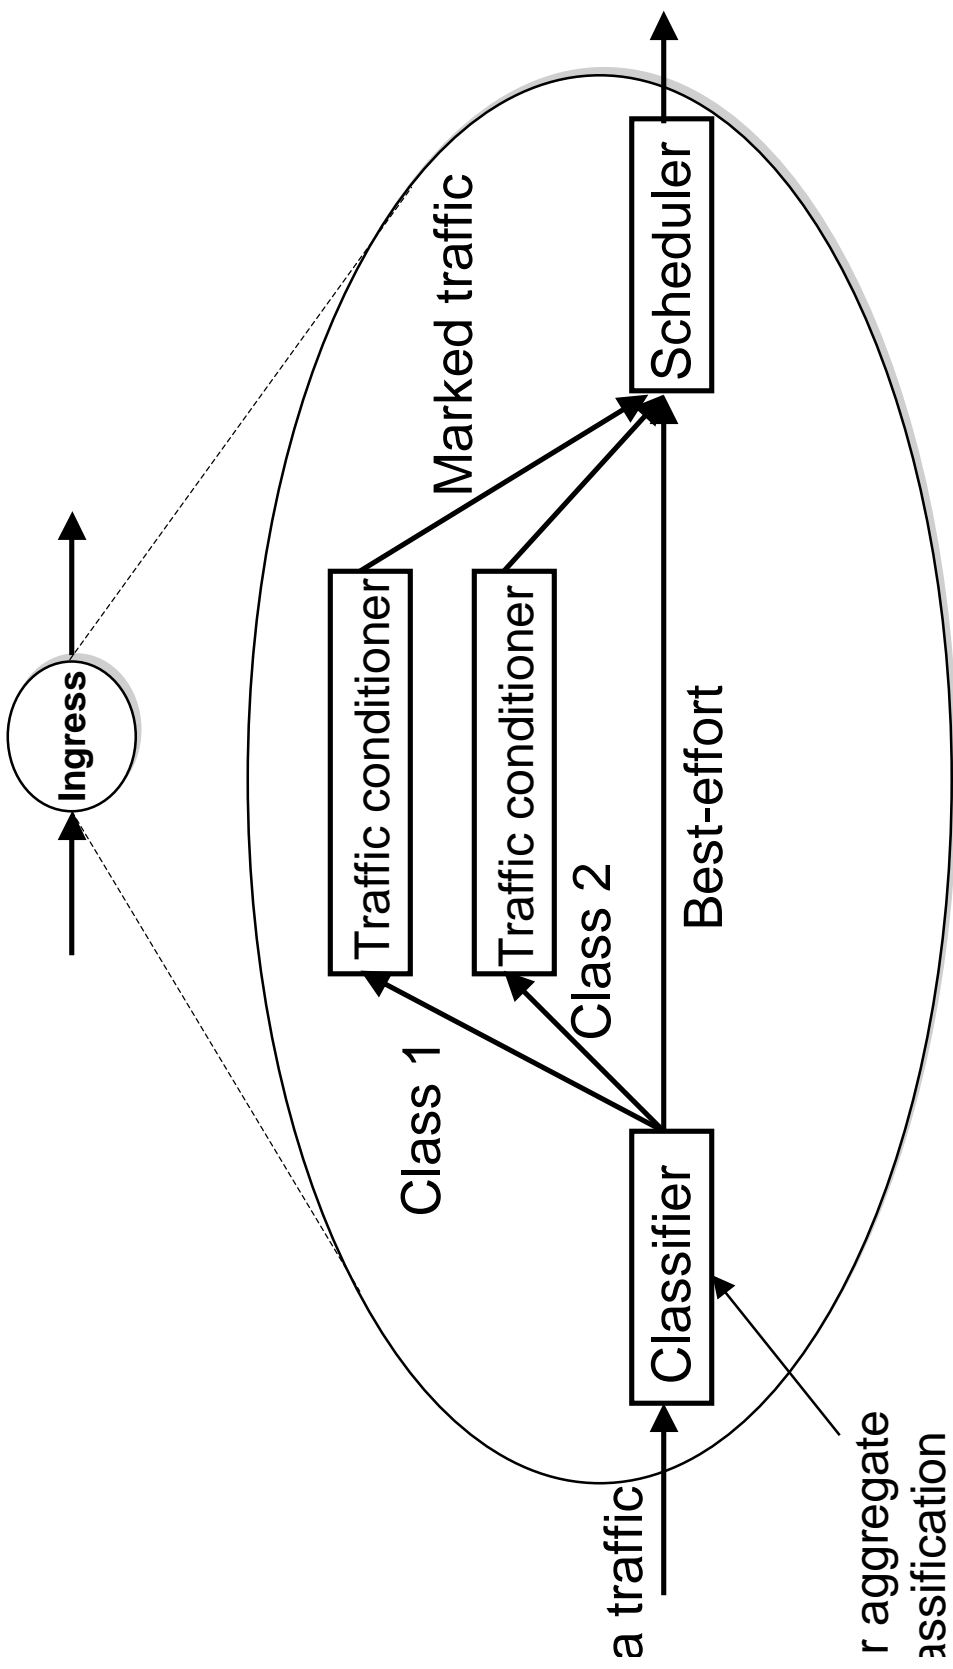 Ingress
Traffic conditioner
Class 1
Marked traffic
Traffic conditioner
Class 2
a traffic
Classifier
Scheduler
Best-effort
r aggregate
assification